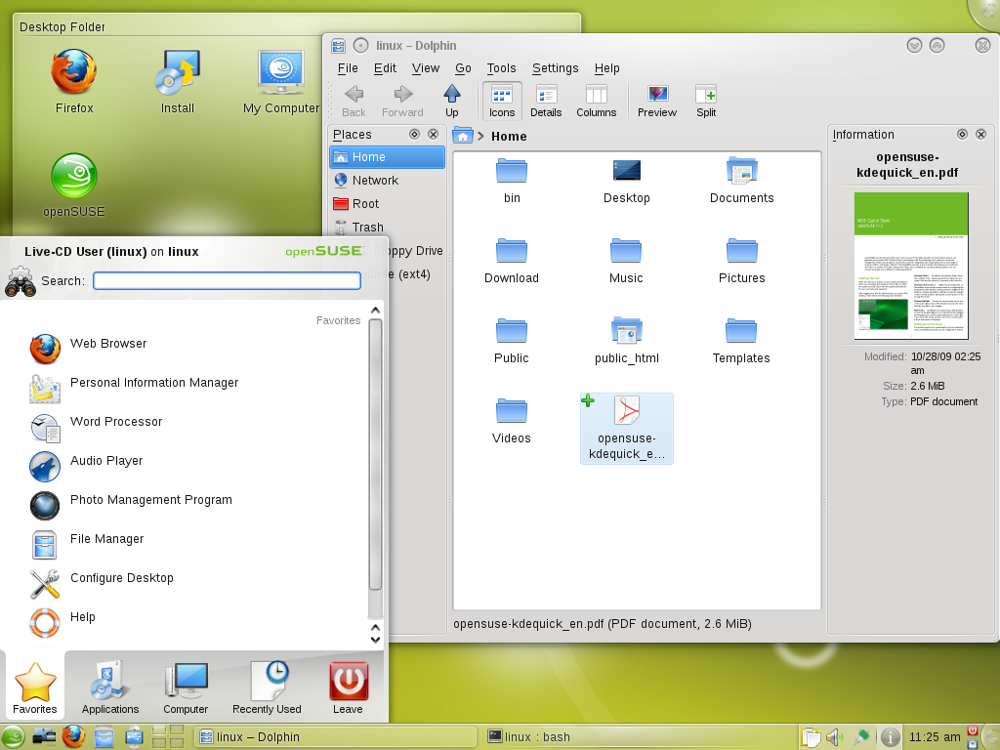 Desktop Folder
Firefox
Install
My Computer
openSUSE
linux – Dolphin
File Edit View Go Tools Settings Help
Back Forward Up Icons Details Columns Preview Split
Places
Home
Network
Root
Trash
Floppy Drive
(ext4)
Home
bin
Desktop
Documents
Download
Music
Pictures
Public
public_html
Templates
Videos
opensuse-
kdequick_e...
opensuse-kdequick_en.pdf (PDF document, 2.6 MiB)
Information
opensuse-
kdequick_en.pdf
KDE Quick Start
Modified: 10/28/09 02:25
am
Size: 2.6 MiB
Type: PDF document
Live-CD User (linux) on linux
openSUSE
Search:
Favorites
Web Browser
Personal Information Manager
Word Processor
Audio Player
Photo Management Program
File Manager
Configure Desktop
Help
Favorites Applications Computer Recently Used Leave
linux – Dolphin
linux : bash
11:25 am